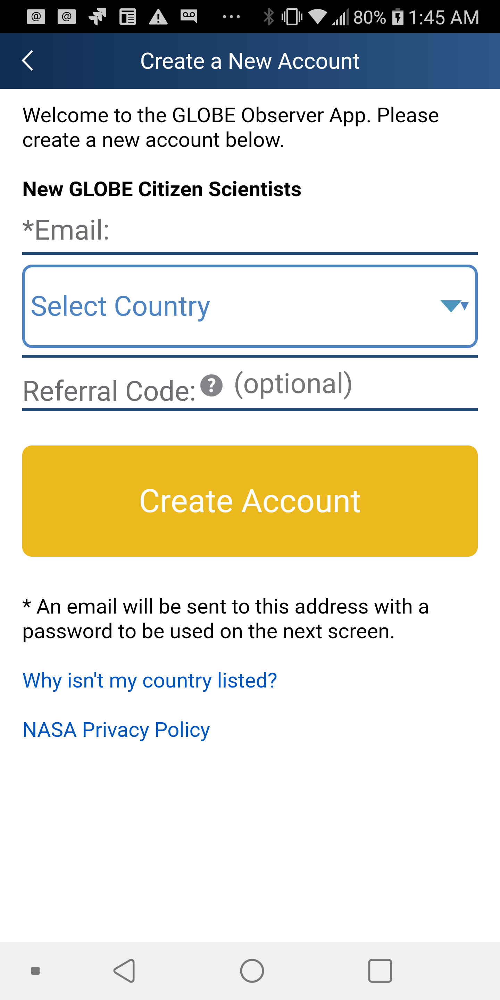 80% 1:45 AM
Create a New Account
Welcome to the GLOBE Observer App. Please
create a new account below.
New GLOBE Citizen Scientists
*Email:
Select Country
Referral Code: ? (optional)
Create Account
* An email will be sent to this address with a
password to be used on the next screen.
Why isn't my country listed?
NASA Privacy Policy